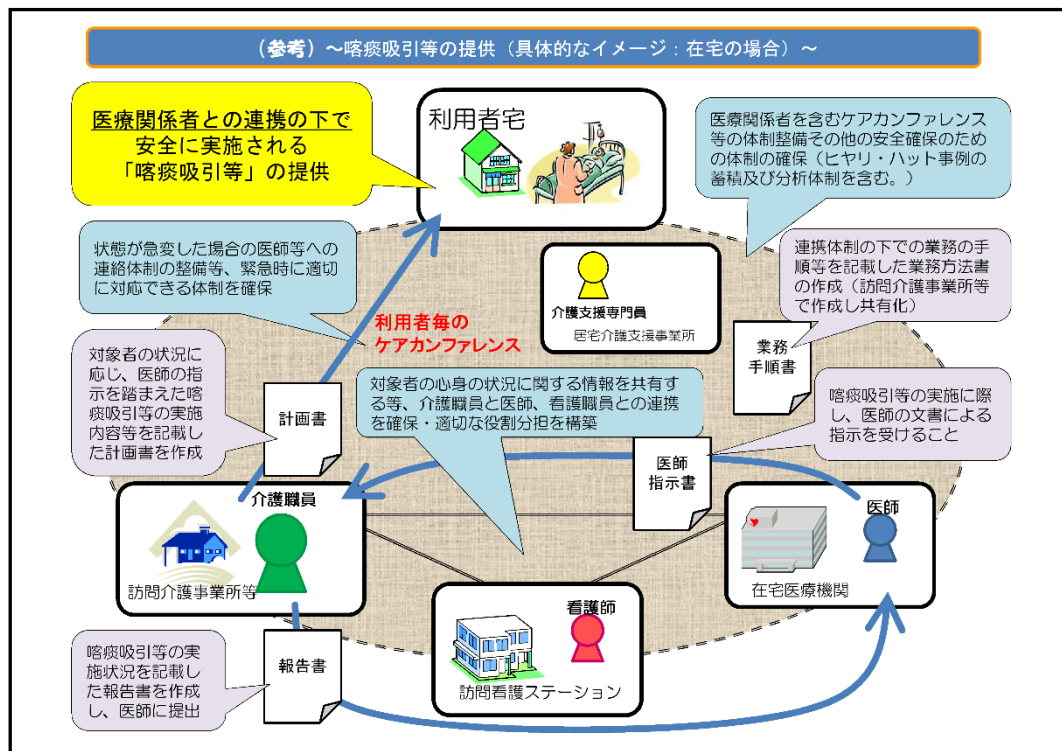 (参考)～喀痰吸引等の提供（具体的なイメージ：在宅の場合）～
医療関係者との連携の下で
安全に実施される
「喀痰吸引等」の提供
利用者宅
医療関係者を含むケアカンファレンス
等の体制整備その他の安全確保のため
の体制の確保（ヒヤリ・ハット事例の
蓄積及び分析体制を含む。）
状態が急変した場合の医師等への
連絡体制の整備等、緊急時に適切
に対応できる体制を確保
利用者毎の
ケアカンファレンス
介護支援専門員
居宅介護支援事業所
連携体制の下での業務の手
順等を記載した業務方法書
の作成（訪問介護事業所等
で作成し共有化）
業務
手順書
対象者の状況に
応じ、医師の指
示を踏まえた喀
痰吸引等の実施
内容等を記載し
た計画書を作成
計画書
対象者の心身の状況に関する情報を共有す
る等、介護職員と医師、看護職員との連携
を確保・適切な役割分担を構築
喀痰吸引等の実施に際
し、医師の文書による
指示を受けること
医師
指示書
介護職員
訪問介護事業所等
医師
在宅医療機関
看護師
訪問看護ステーション
喀痰吸引等の実
施状況を記載し
た報告書を作成
し、医師に提出
報告書